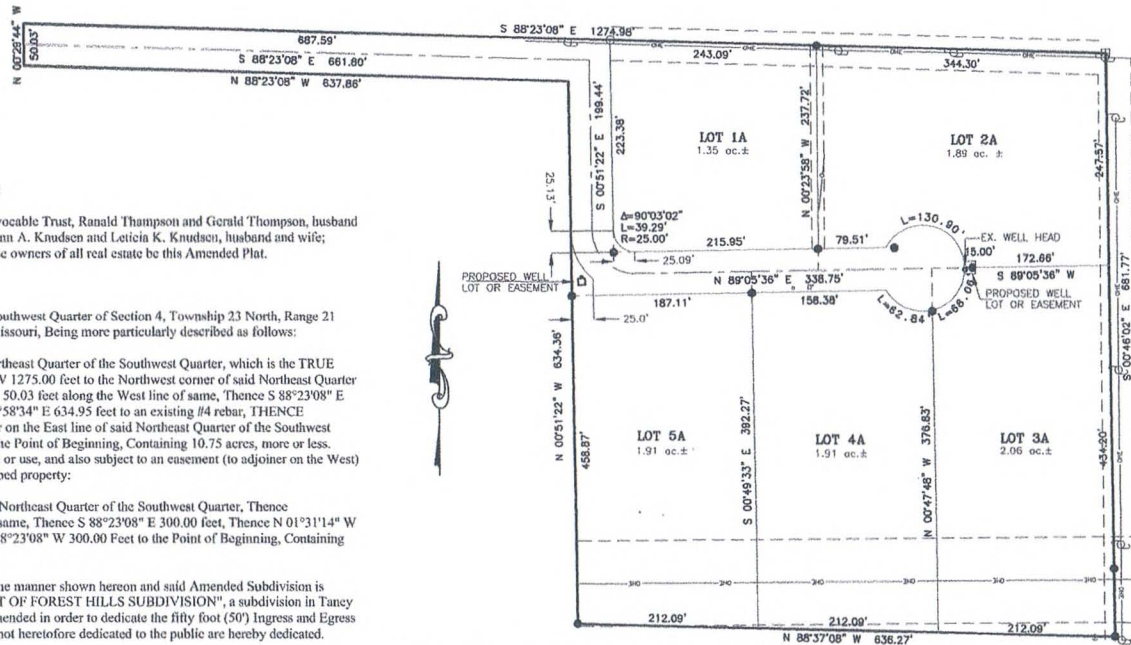 N 00°28'44" W
50.03'
687.59'
S 88°23'08" E 1274.98'
S 88°23'08" E 661.80'
N 88°23'08" W 637.86'
243.09'
344.30'
S 00°51'22" E 199.44'
223.38'
LOT 1A
1.35 ac.±
N 00°23'58" W 237.72'
LOT 2A
1.89 ac. ±
247.57'
25.13'
Δ=90°03'02"
L=39.29'
R=25.00'
215.95'
79.51'
L=130.90'
EX. WELL HEAD
15.00'
172.66'
S 89°05'36" W
25.09'
N 89°05'36" E 338.75'
PROPOSED WELL
LOT OR EASEMENT
PROPOSED WELL
LOT OR EASEMENT
187.11'
158.38'
L=62.84'
L=68.06'
25.0'
S 00°46'02" E 681.77'
N 00°51'22" W 634.36'
458.87'
LOT 5A
1.91 ac.±
S 00°49'33" E 392.27'
LOT 4A
1.91 ac.±
N 00°47'48" W 376.83'
LOT 3A
2.06 ac.±
434.20'
OHE OHE OHE OHE OHE
212.09'
212.09'
212.09'
N 88°37'08" W 636.27'
vocable Trust, Ranald Thampson and Gerald Thompson, husband
nn A. Knudsen and Leticia K. Knudsen, husband and wife;
e owners of all real estate be this Amended Plat.
outhwest Quarter of Section 4, Township 23 North, Range 21
issouri, Being more particularly described as follows:
rtheast Quarter of the Southwest Quarter, which is the TRUE
W 1275.00 feet to the Northwest corner of said Northeast Quarter
50.03 feet along the West line of same, Thence S 88°23'08" E
°58'34" E 634.95 feet to an existing #4 rebar, THENCE
r on the East line of said Northeast Quarter of the Southwest
he Point of Beginning, Containing 10.75 acres, more or less.
or use, and also subject to an easement (to adjoiner on the West)
bed property:
Northeast Quarter of the Southwest Quarter, Thence
same, Thence S 88°23'08" E 300.00 feet, Thence N 01°31'14" W
8°23'08" W 300.00 Feet to the Point of Beginning, Containing
he manner shown hereon and said Amended Subdivision is
T OF FOREST HILLS SUBDIVISION", a subdivision in Taney
nended in order to dedicate the fifty foot (50') Ingress and Egress
not heretofore dedicated to the public are hereby dedicated.